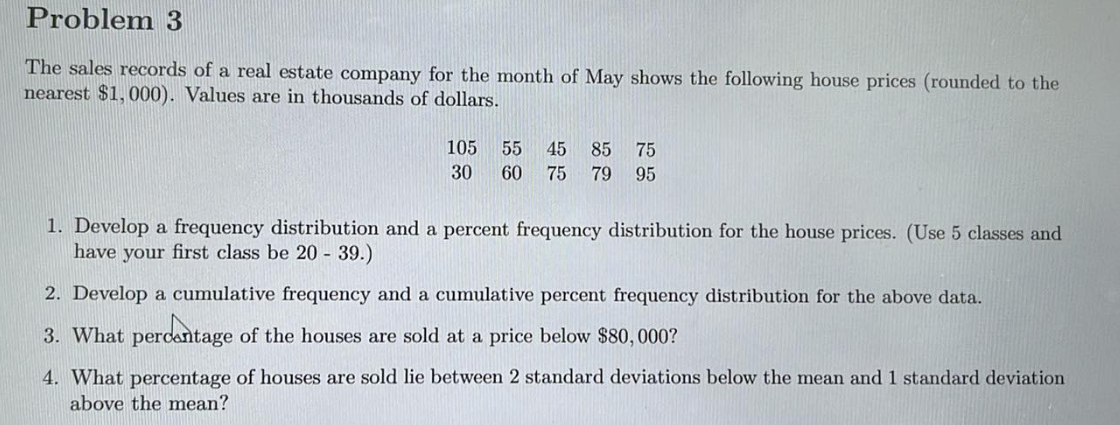 Problem 3
The sales records of a real estate company for the month of May shows the following house prices (rounded to the
nearest $1,000). Values are in thousands of dollars.
105 55 45 85 75
30 60 75 79 95
1. Develop a frequency distribution and a percent frequency distribution for the house prices. (Use 5 classes and
have your first class be 20 - 39.)
2. Develop a cumulative frequency and a cumulative percent frequency distribution for the above data.
3. What percentage of the houses are sold at a price below $80,000?
4. What percentage of houses are sold lie between 2 standard deviations below the mean and 1 standard deviation
above the mean?